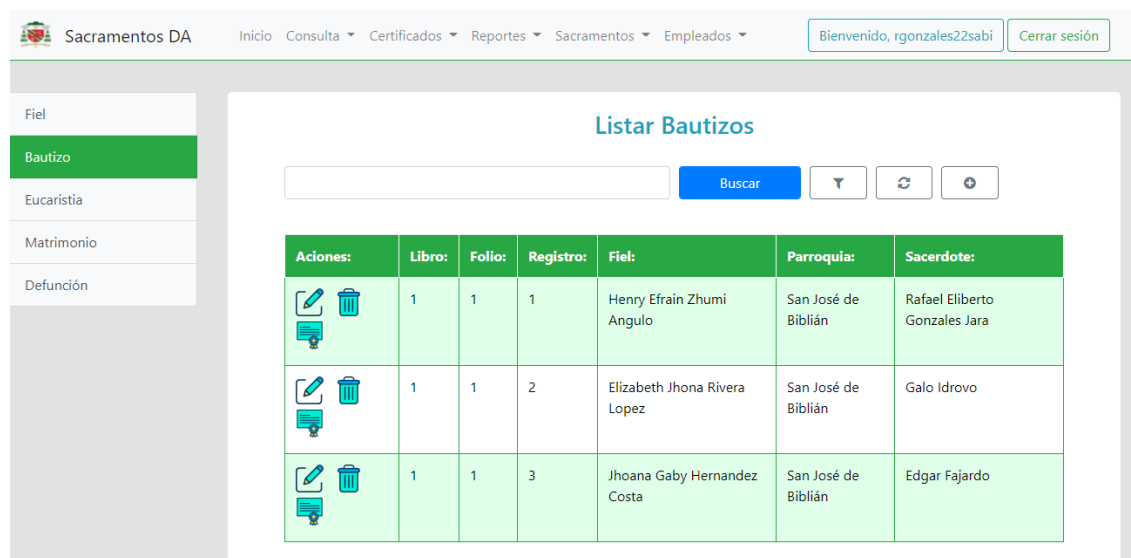 Sacramentos DA
Inicio Consulta Certificados Reportes Sacramentos Empleados
Bienvenido, rgonzales22sabi Cerrar sesión
Fiel
Bautizo
Eucaristia
Matrimonio
Defunción
Listar Bautizos
Buscar
Aciones: Libro: Folio: Registro: Fiel: Parroquia: Sacerdote:
1 1 1 Henry Efrain Zhumi San José de Rafael Eliberto
Angulo Biblián Gonzales Jara
1 1 2 Elizabeth Jhona Rivera San José de Galo Idrovo
Lopez Biblián
1 1 3 Jhoana Gaby Hernandez San José de Edgar Fajardo
Costa Biblián